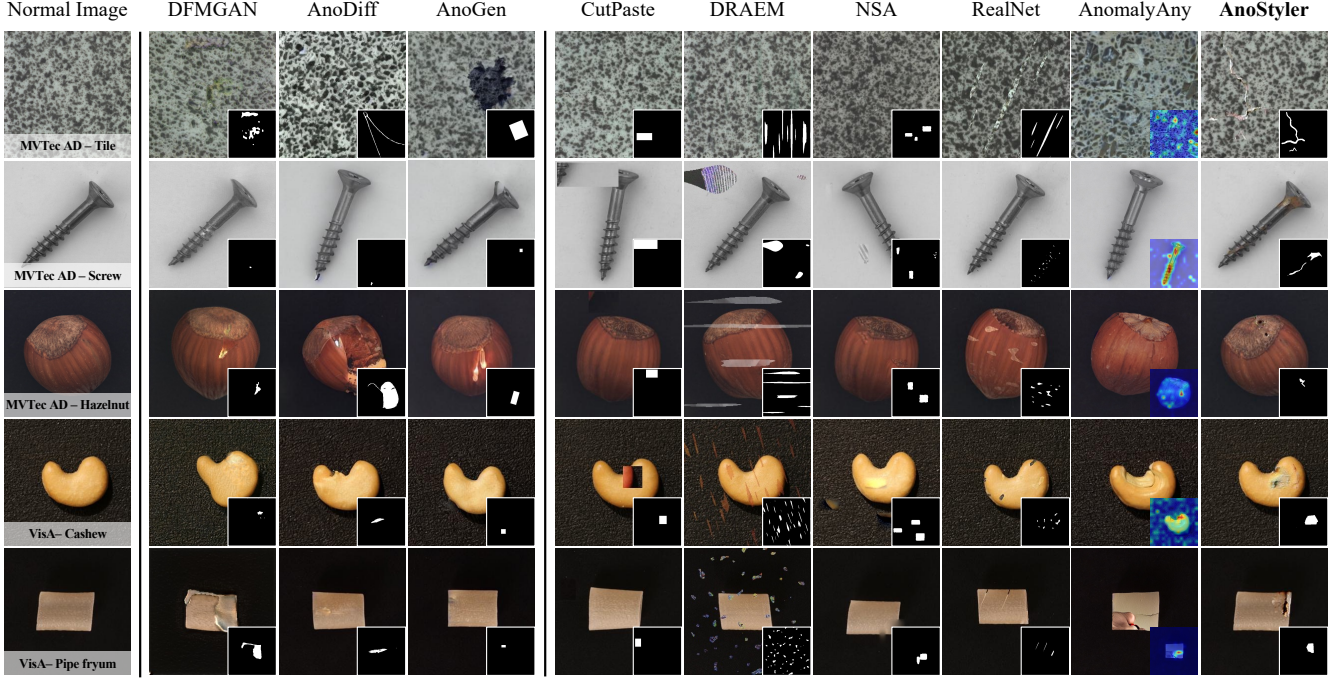 Normal Image DFMGAN AnoDiff AnoGen CutPaste DRAEM NSA RealNet AnomalyAny AnoStyler
MVTec AD – Tile
MVTec AD – Screw
MVTec AD – Hazelnut
VisA– Cashew
VisA– Pipe fryum